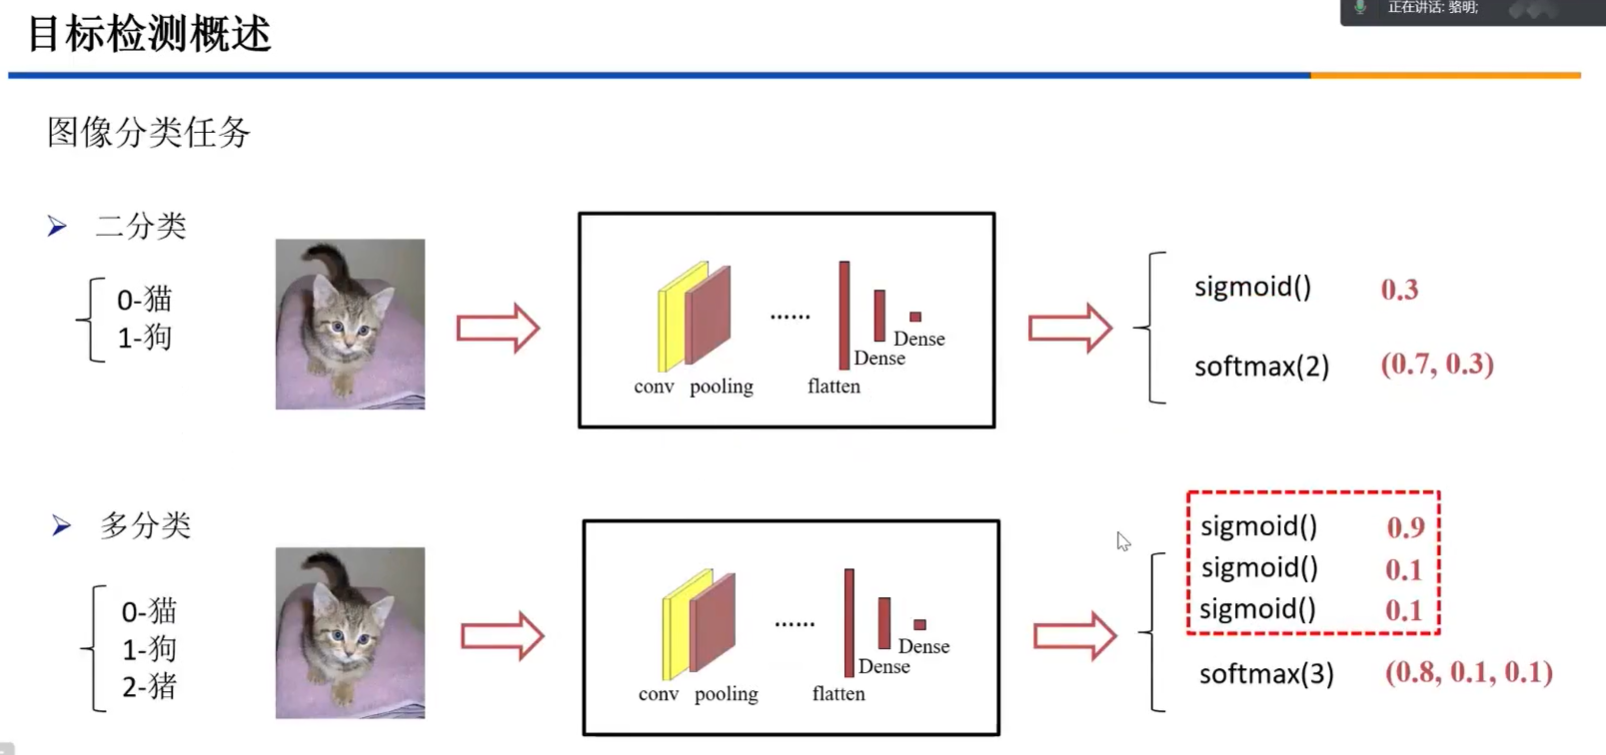 正在讲话: 骆明;
目标检测概述
图像分类任务
二分类
0-猫
1-狗
conv pooling
......
flatten
Dense
Dense
sigmoid() 0.3
softmax(2) (0.7, 0.3)
多分类
0-猫
1-狗
2-猪
conv pooling
......
flatten
Dense
Dense
sigmoid() 0.9
sigmoid() 0.1
sigmoid() 0.1
softmax(3) (0.8, 0.1, 0.1)